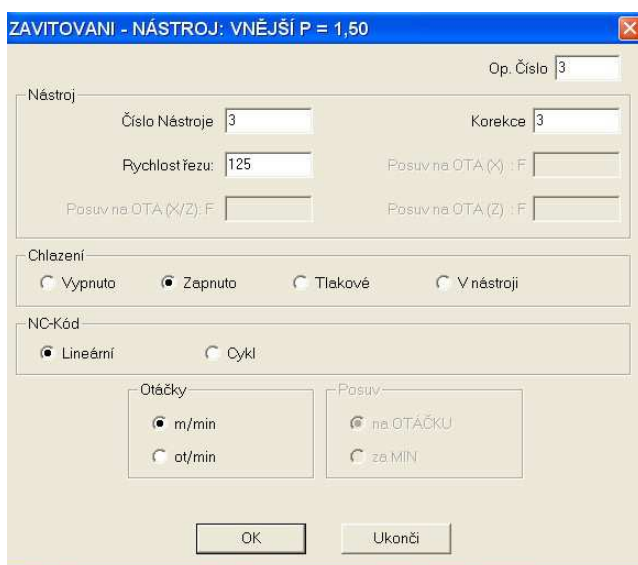 ZAVITOVANI - NÁSTROJ: VNĚJŠÍ P = 1,50
Op. Číslo 3
Nástroj
Číslo Nástroje 3 Korekce 3
Rychlost řezu: 125 Posuv na OTA (X) : F
Posuv na OTA (X/Z): F Posuv na OTA (Z) : F
Chlazení
Vypnuto Zapnuto Tlakové V nástroji
NC-Kód
Lineární Cykl
Otáčky Posuv
m/min na OTÁČKU
ot/min za MIN
OK Ukonči